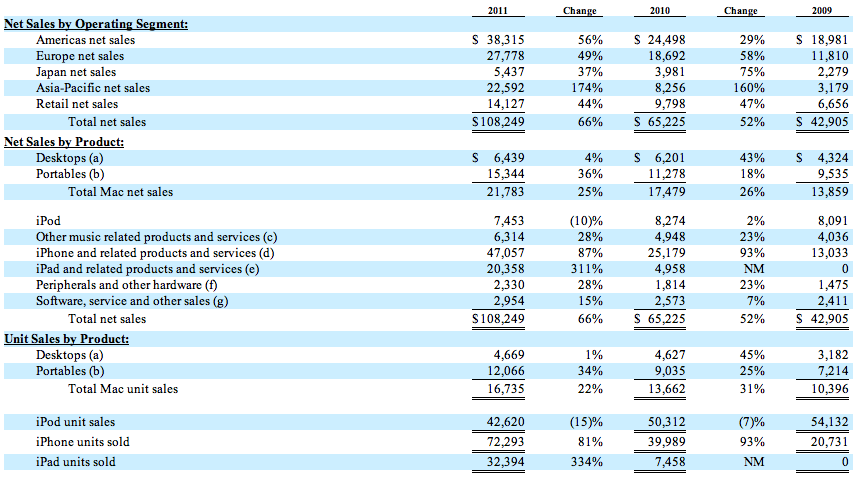 2011 Change 2010 Change 2009
Net Sales by Operating Segment:
Americas net sales $ 38,315 56% $ 24,498 29% $ 18,981
Europe net sales 27,778 49% 18,692 58% 11,810
Japan net sales 5,437 37% 3,981 75% 2,279
Asia-Pacific net sales 22,592 174% 8,256 160% 3,179
Retail net sales 14,127 44% 9,798 47% 6,656
Total net sales $108,249 66% $ 65,225 52% $ 42,905
Net Sales by Product:
Desktops (a) $ 6,439 4% $ 6,201 43% $ 4,324
Portables (b) 15,344 36% 11,278 18% 9,535
Total Mac net sales 21,783 25% 17,479 26% 13,859
iPod 7,453 (10)% 8,274 2% 8,091
Other music related products and services (c) 6,314 28% 4,948 23% 4,036
iPhone and related products and services (d) 47,057 87% 25,179 93% 13,033
iPad and related products and services (e) 20,358 311% 4,958 NM 0
Peripherals and other hardware (f) 2,330 28% 1,814 23% 1,475
Software, service and other sales (g) 2,954 15% 2,573 7% 2,411
Total net sales $108,249 66% $ 65,225 52% $ 42,905
Unit Sales by Product:
Desktops (a) 4,669 1% 4,627 45% 3,182
Portables (b) 12,066 34% 9,035 25% 7,214
Total Mac unit sales 16,735 22% 13,662 31% 10,396
iPod unit sales 42,620 (15)% 50,312 (7)% 54,132
iPhone units sold 72,293 81% 39,989 93% 20,731
iPad units sold 32,394 334% 7,458 NM 0